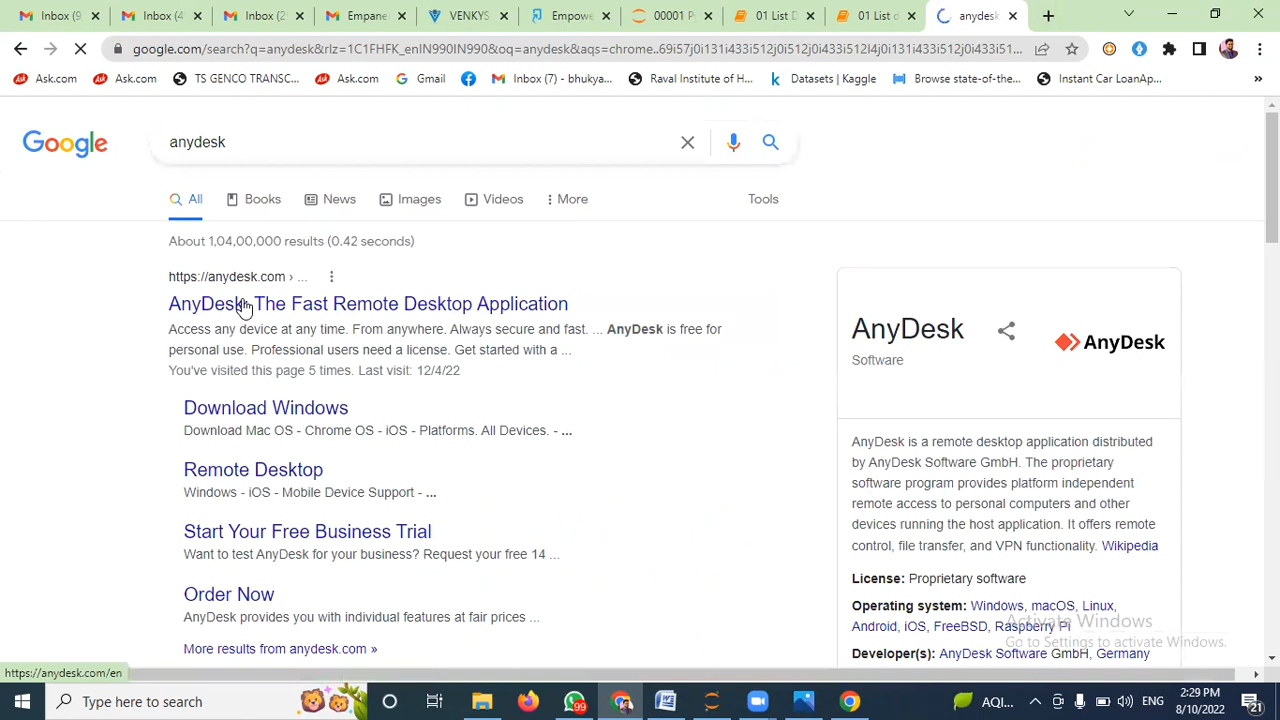 Inbox (9
Inbox (4
Inbox (2
Empane
VENKYS
Empowe
00001 P
01 List D
01 List o
anydesk
google.com/search?q=anydesk&rlz=1C1FHFK_enIN990IN990&oq=anydesk&aqs=chrome..69i57j0i131i433i512j0i433i512l4j0i131i433i512j0i433i51...
Ask.com
Ask.com
TS GENCO TRANSC...
Ask.com
Gmail
Inbox (7) – bhukya...
Raval Institute of H...
Datasets | Kaggle
Browse state-of-the...
Instant Car LoanAp...
»
Google
anydesk
All
Books
News
Images
Videos
More
Tools
About 1,04,00,000 results (0.42 seconds)
https://anydesk.com › ...
AnyDesk: The Fast Remote Desktop Application
Access any device at any time. From anywhere. Always secure and fast. ... AnyDesk is free for
personal use. Professional users need a license. Get started with a ...
You've visited this page 5 times. Last visit: 12/4/22
Download Windows
Download Mac OS - Chrome OS - iOS - Platforms. All Devices. - ...
Remote Desktop
Windows - iOS - Mobile Device Support - ...
Start Your Free Business Trial
Want to test AnyDesk for your business? Request your free 14 ...
Order Now
AnyDesk provides you with individual features at fair prices ...
More results from anydesk.com »
AnyDesk
Software
AnyDesk
AnyDesk is a remote desktop application distributed
by AnyDesk Software GmbH. The proprietary
software program provides platform independent
remote access to personal computers and other
devices running the host application. It offers remote
control, file transfer, and VPN functionality. Wikipedia
License: Proprietary software
Operating system: Windows, macOS, Linux,
Android, iOS, FreeBSD, Raspberry Pi
Developer(s): AnyDesk Software GmbH, Germany
Activate Windows
Go to Settings to activate Windows.
https://anydesk.com/en
Type here to search
99
AQI...
ENG
2:29 PM
8/10/2022
21